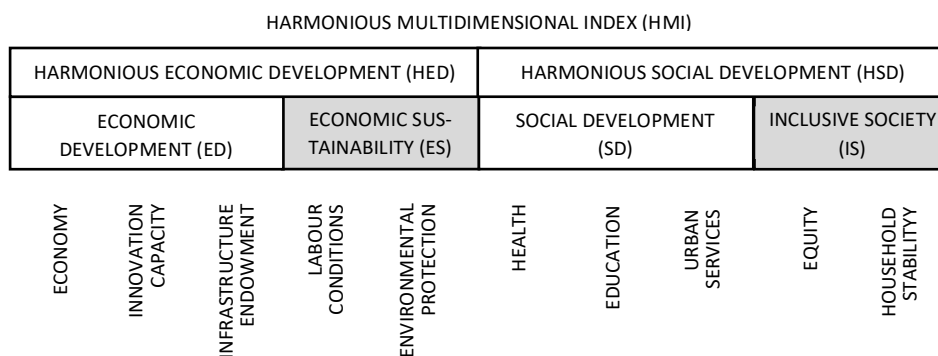 HARMONIOUS MULTIDIMENSIONAL INDEX (HMI)
HARMONIOUS ECONOMIC DEVELOPMENT (HED)
HARMONIOUS SOCIAL DEVELOPMENT (HSD)
ECONOMIC
DEVELOPMENT (ED)
ECONOMIC SUS-
TAINABILITY (ES)
SOCIAL DEVELOPMENT
(SD)
INCLUSIVE SOCIETY
(IS)
ECONOMY
INNOVATION
CAPACITY
INFRASTRUCTURE
ENDOWMENT
LABOUR
CONDITIONS
ENVIRONMENTAL
PROTECTION
HEALTH
EDUCATION
URBAN
SERVICES
EQUITY
HOUSEHOLD
STABILITYY